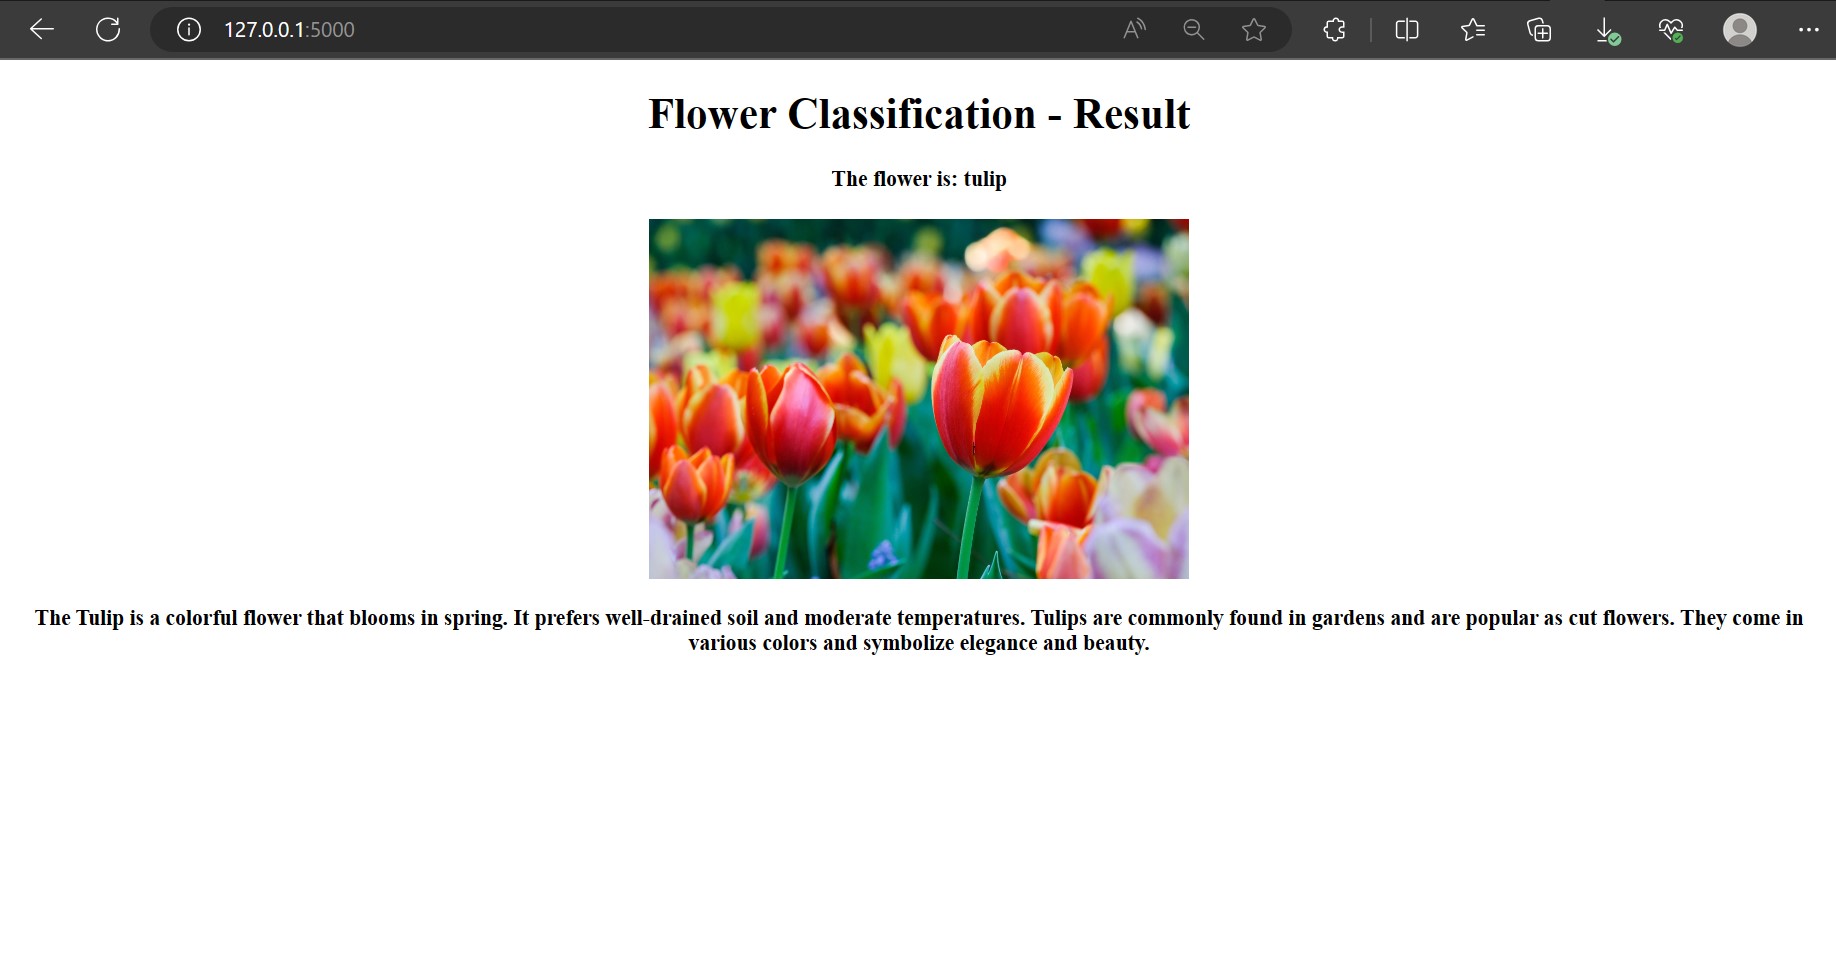 127.0.0.1:5000
Flower Classification - Result
The flower is: tulip
The Tulip is a colorful flower that blooms in spring. It prefers well-drained soil and moderate temperatures. Tulips are commonly found in gardens and are popular as cut flowers. They come in
various colors and symbolize elegance and beauty.